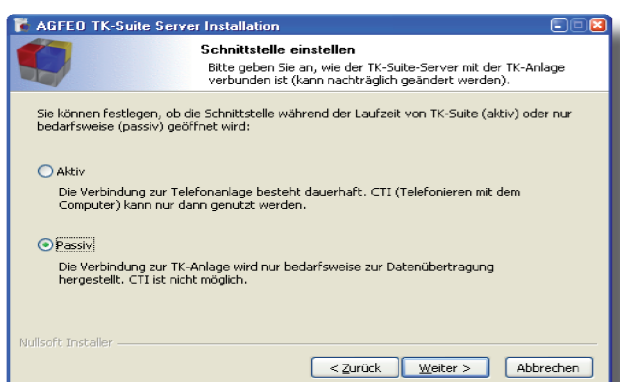 AGFEO TK-Suite Server Installation
Schnittstelle einstellen
Bitte geben Sie an, wie der TK-Suite-Server mit der TK-Anlage
verbunden ist (kann nachträglich geändert werden).
Sie können festlegen, ob die Schnittstelle während der Laufzeit von TK-Suite (aktiv) oder nur
bedarfsweise (passiv) geöffnet wird:
Aktiv
Die Verbindung zur Telefonanlage besteht dauerhaft. CTI (Telefonieren mit dem
Computer) kann nur dann genutzt werden.
Passiv
Die Verbindung zur TK-Anlage wird nur bedarfsweise zur Datenübertragung
hergestellt. CTI ist nicht möglich.
Nullsoft Installer
< Zurück Weiter > Abbrechen